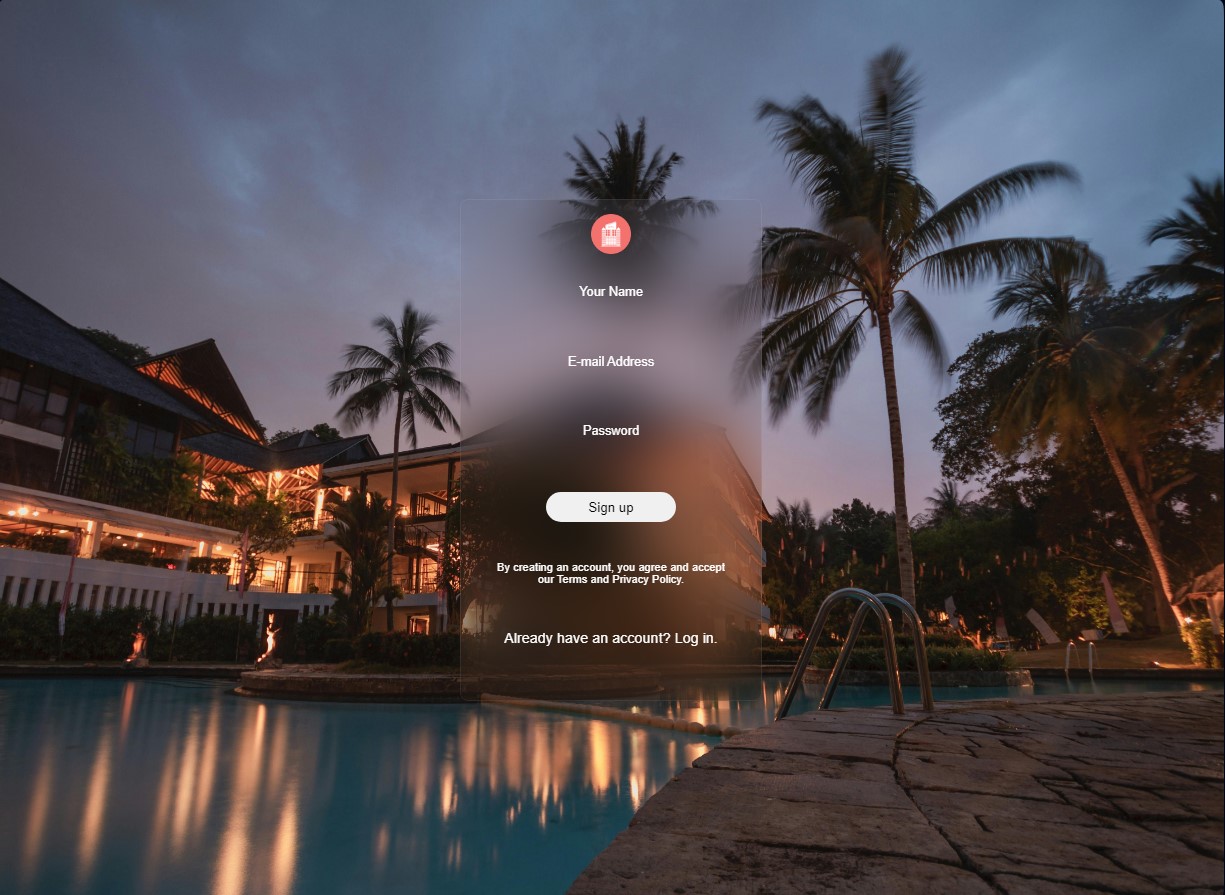 Your Name
E-mail Address
Password
Sign up
By creating an account, you agree and accept
our Terms and Privacy Policy.
Already have an account? Log in.